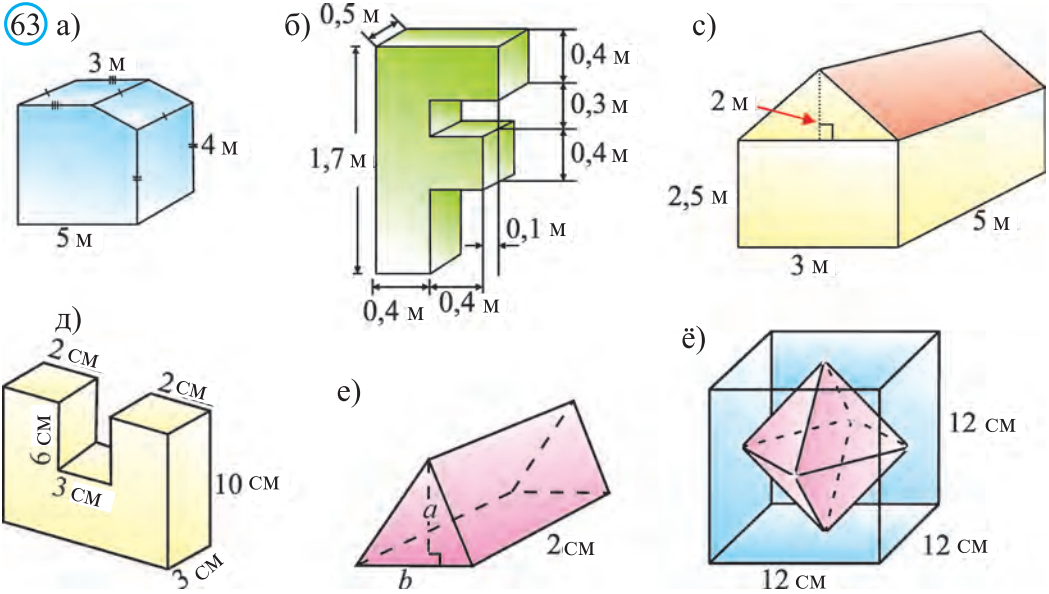 63 а)
3 м
4 м
5 м
б)
0,5 м
0,4 м
0,3 м
0,4 м
1,7 м
0,1 м
0,4 м
0,4 м
с)
2 м
2,5 м
3 м
5 м
д)
2 см
2 см
6 см
3 см
10 см
3 см
е)
a
b
2 см
ё)
12 см
12 см
12 см